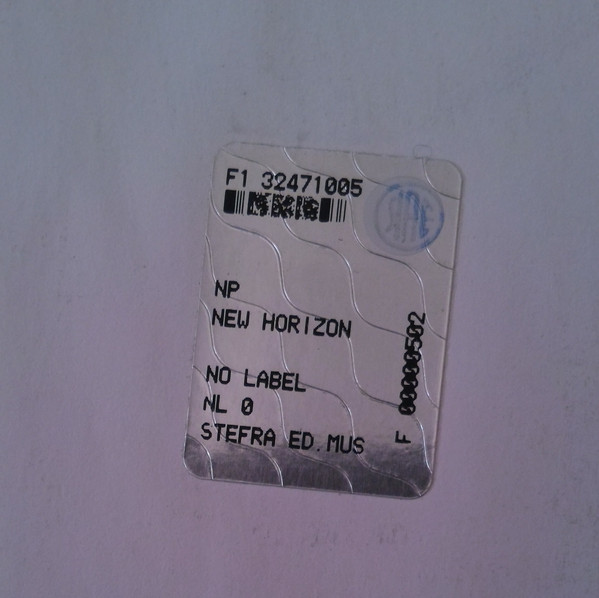 F1 32471005
NP
NEW HORIZON
NO LABEL
NL 0
STEFRA ED.MUS
F 00000502